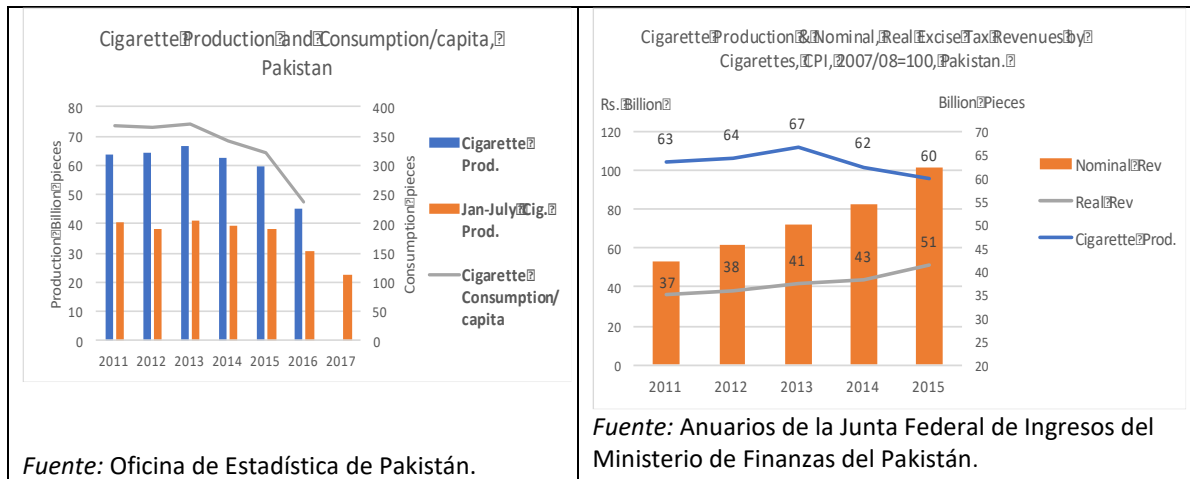 Cigarette Production and Consumption/capita,
Pakistan
Production Billion pieces
80
70
60
50
40
30
20
10
0
400
350
300
250
200
150
100
50
0
Consumption pieces
2011 2012 2013 2014 2015 2016 2017
Cigarette
Prod.
Jan-July Cig.
Prod.
Cigarette
Consumption/
capita
Fuente: Oficina de Estadística de Pakistán.
Cigarette Production & Nominal, Real Excise Tax Revenues by
Cigarettes, CPI, 2007/08=100, Pakistan.
Rs. Billion
Billion Pieces
120
100
80
60
40
20
0
63 64 67 62 60
37 38 41 43 51
70
65
60
55
50
45
40
35
30
25
20
2011 2012 2013 2014 2015
Nominal Rev
Real Rev
Cigarette Prod.
Fuente: Anuarios de la Junta Federal de Ingresos del
Ministerio de Finanzas del Pakistán.